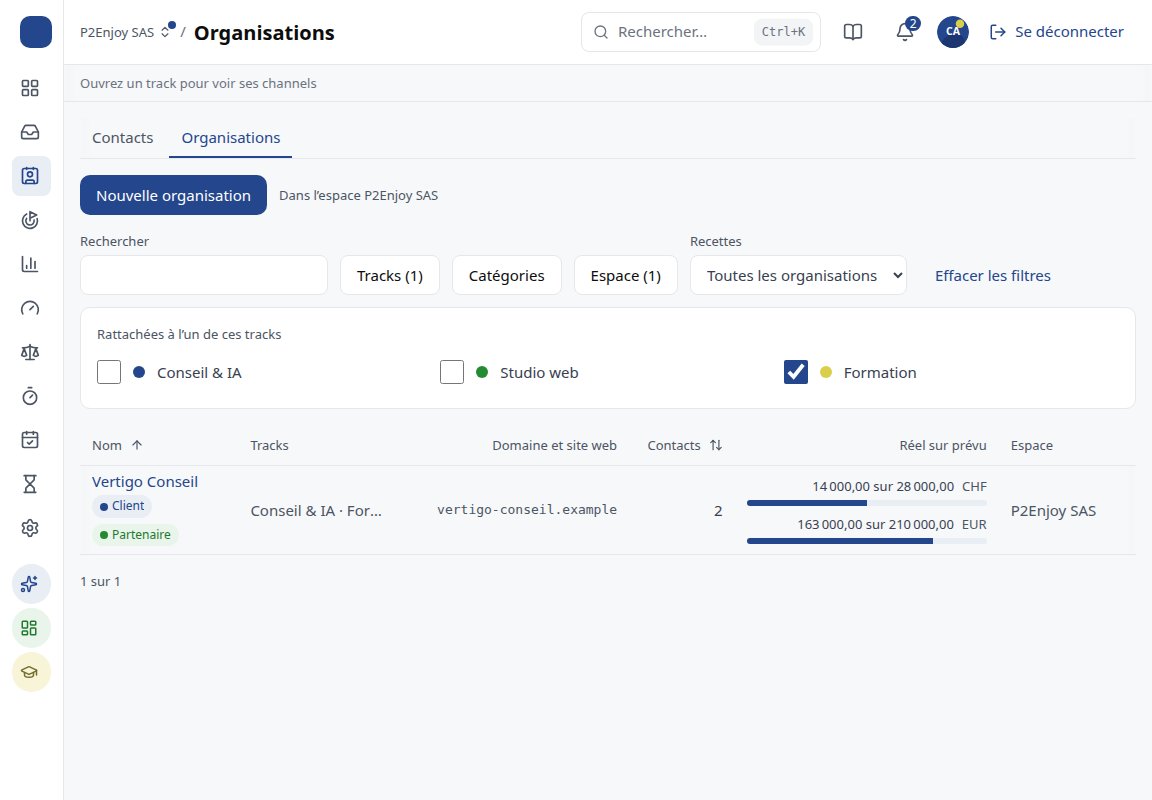 P2Enjoy SAS / Organisations
Rechercher... Ctrl+K
2
CA
Se déconnecter
Ouvrez un track pour voir ses channels
Contacts Organisations
Nouvelle organisation Dans l'espace P2Enjoy SAS
Rechercher Recettes
Tracks (1) Catégories Espace (1) Toutes les organisations Effacer les filtres
Rattachées à l'un de ces tracks
Conseil & IA Studio web Formation
Nom Tracks Domaine et site web Contacts Réel sur prévu Espace
Vertigo Conseil
Client
Partenaire
Conseil & IA · For...
vertigo-conseil.example
2
14 000,00 sur 28 000,00 CHF
163 000,00 sur 210 000,00 EUR
P2Enjoy SAS
1 sur 1